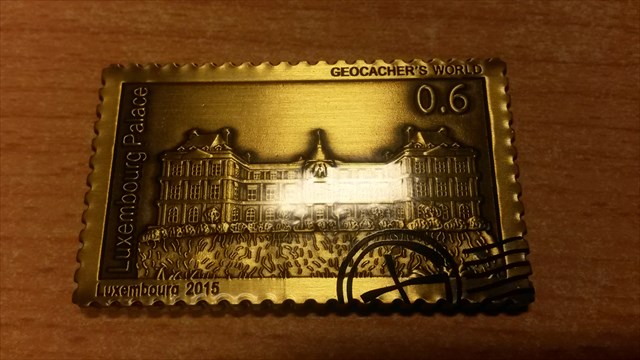 GEOCACHER'S WORLD
0.6
Luxembourg Palace
Luxembourg 2015